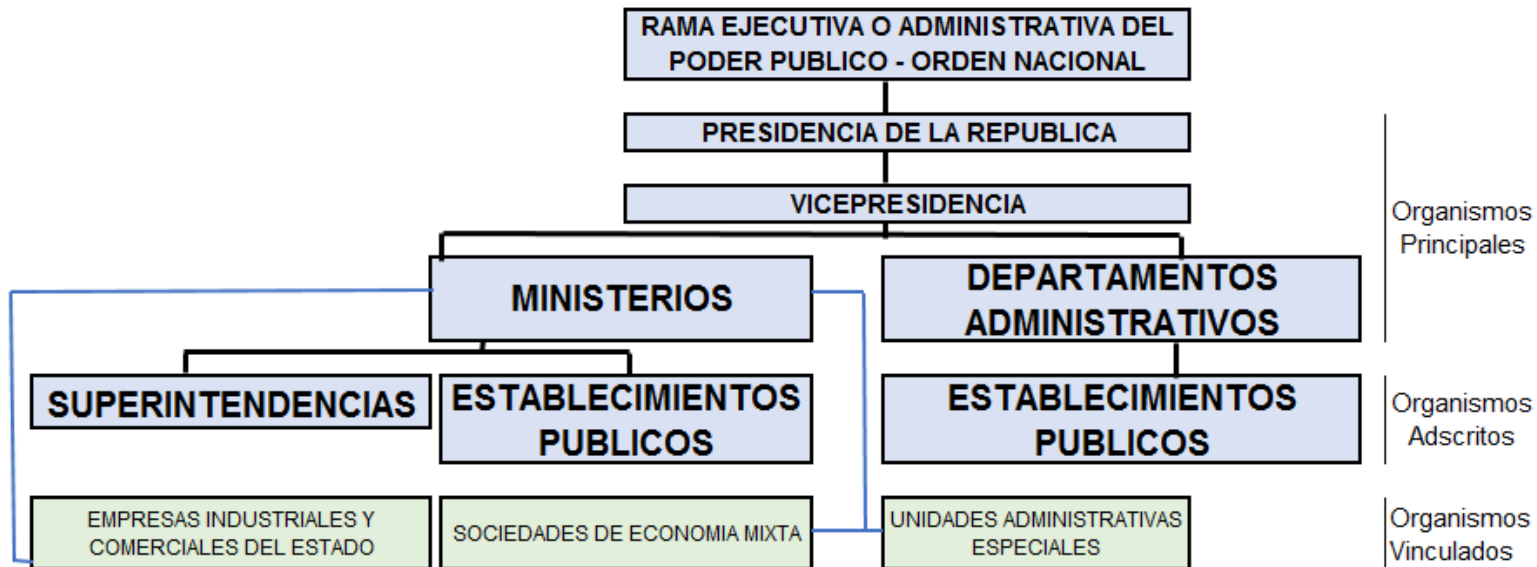 RAMA EJECUTIVA O ADMINISTRATIVA DEL
PODER PUBLICO - ORDEN NACIONAL
PRESIDENCIA DE LA REPUBLICA
VICEPRESIDENCIA
Organismos
Principales
MINISTERIOS
DEPARTAMENTOS
ADMINISTRATIVOS
SUPERINTENDENCIAS
ESTABLECIMIENTOS
PUBLICOS
ESTABLECIMIENTOS
PUBLICOS
Organismos
Adscritos
EMPRESAS INDUSTRIALES Y
COMERCIALES DEL ESTADO
SOCIEDADES DE ECONOMIA MIXTA
UNIDADES ADMINISTRATIVAS
ESPECIALES
Organismos
Vinculados